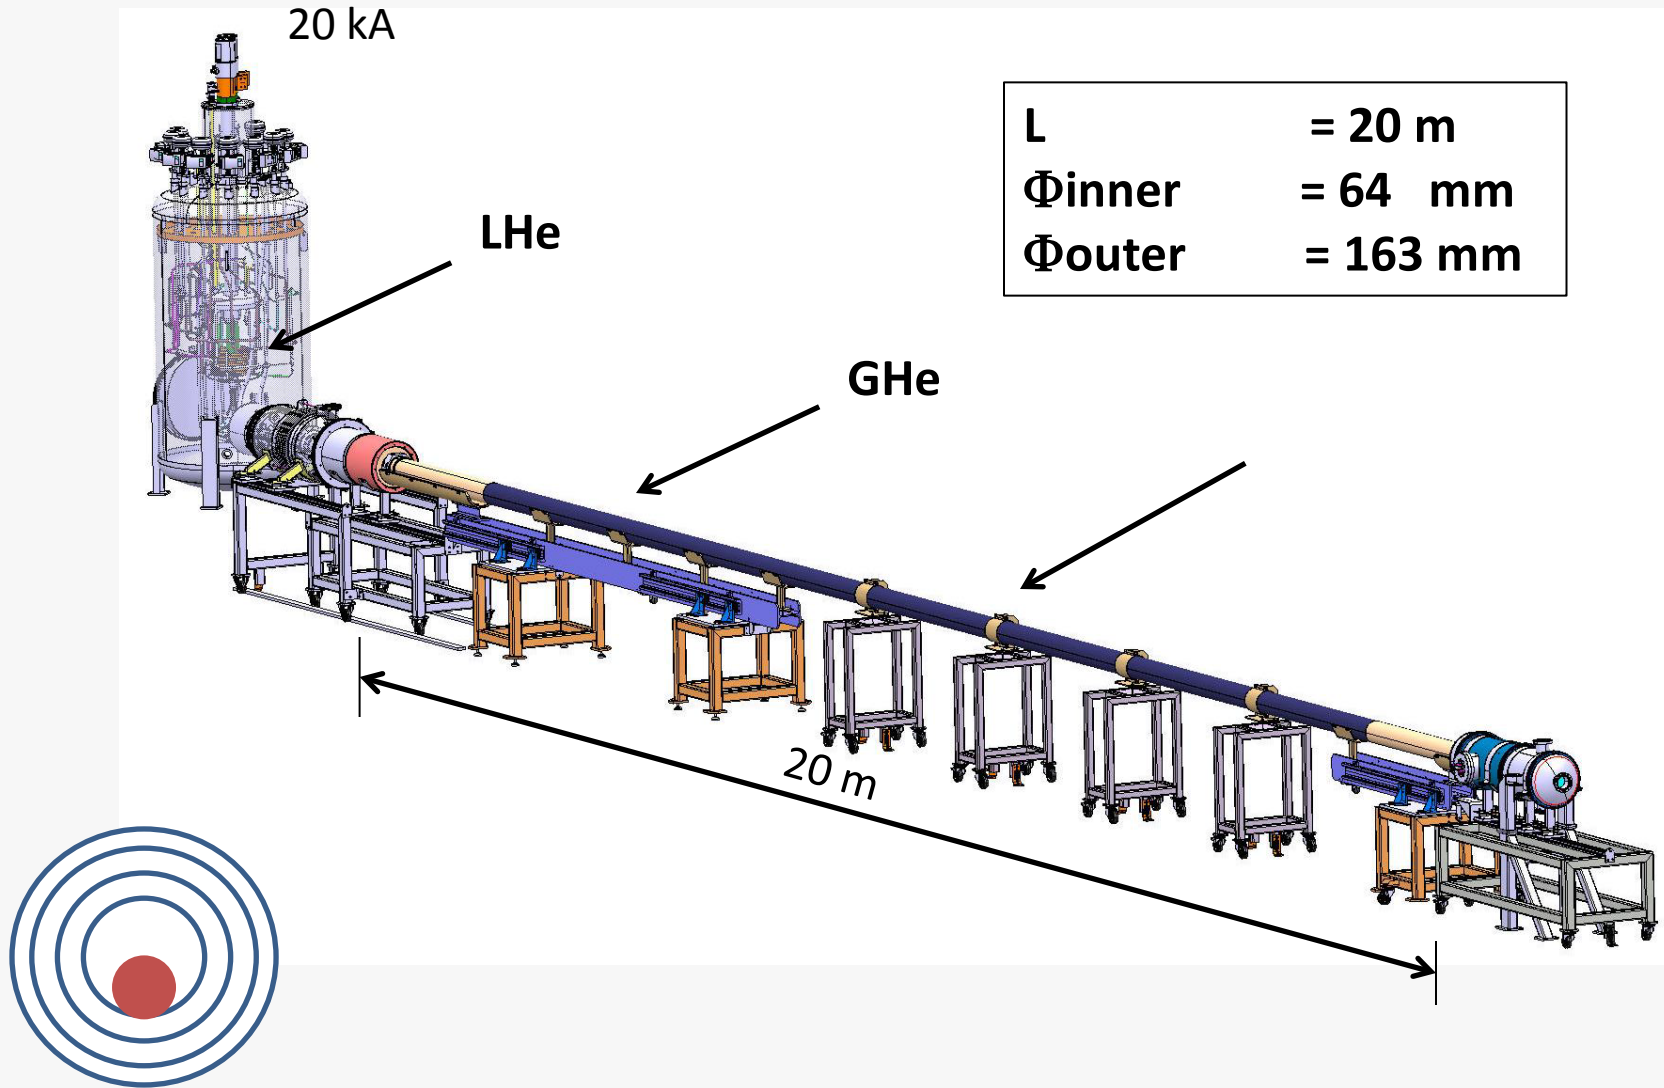 20 kA
L = 20 m
Φinner = 64 mm
Φouter = 163 mm
LHe
GHe
20 m